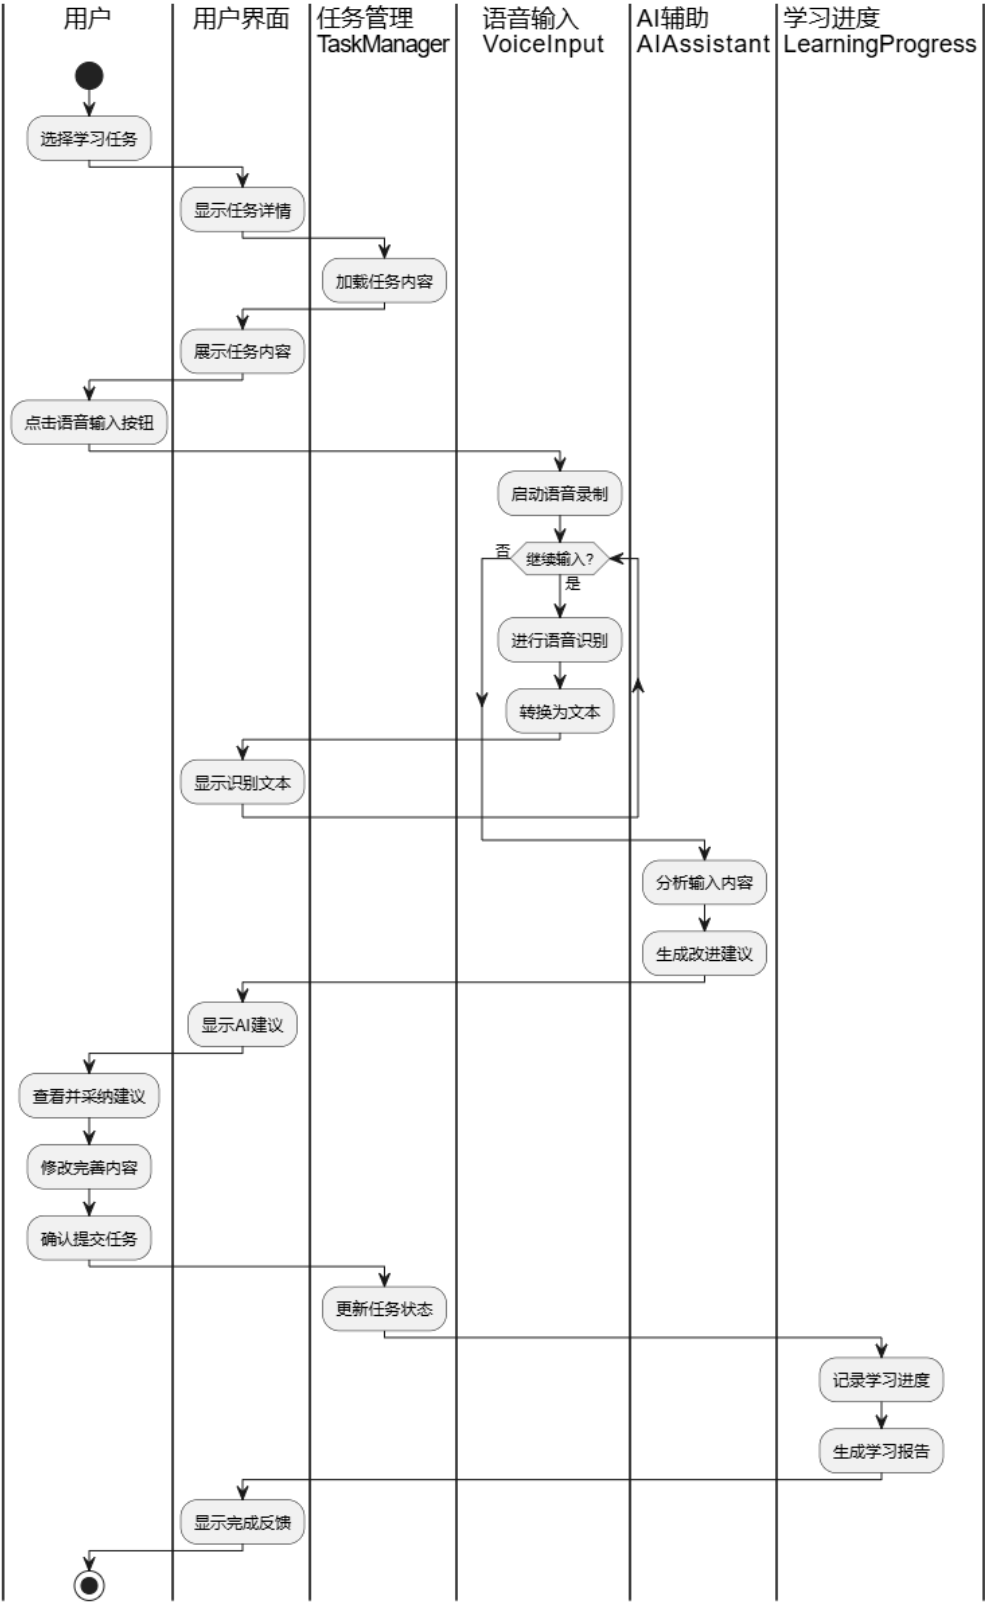 用户
用户界面
任务管理
TaskManager
语音输入
VoiceInput
AI辅助
AIAssistant
学习进度
LearningProgress
选择学习任务
显示任务详情
加载任务内容
展示任务内容
点击语音输入按钮
启动语音录制
否
继续输入?
是
进行语音识别
转换为文本
显示识别文本
分析输入内容
生成改进建议
显示AI建议
查看并采纳建议
修改完善内容
确认提交任务
更新任务状态
记录学习进度
生成学习报告
显示完成反馈